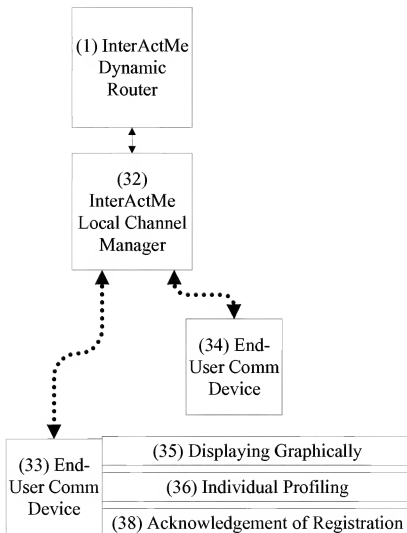 (1) InterActMe
Dynamic
Router
(32)
InterActMe
Local Channel
Manager
(34) End-
User Comm
Device
(33) End-
User Comm
Device
(35) Displaying Graphically
(36) Individual Profiling
(38) Acknowledgement of Registration